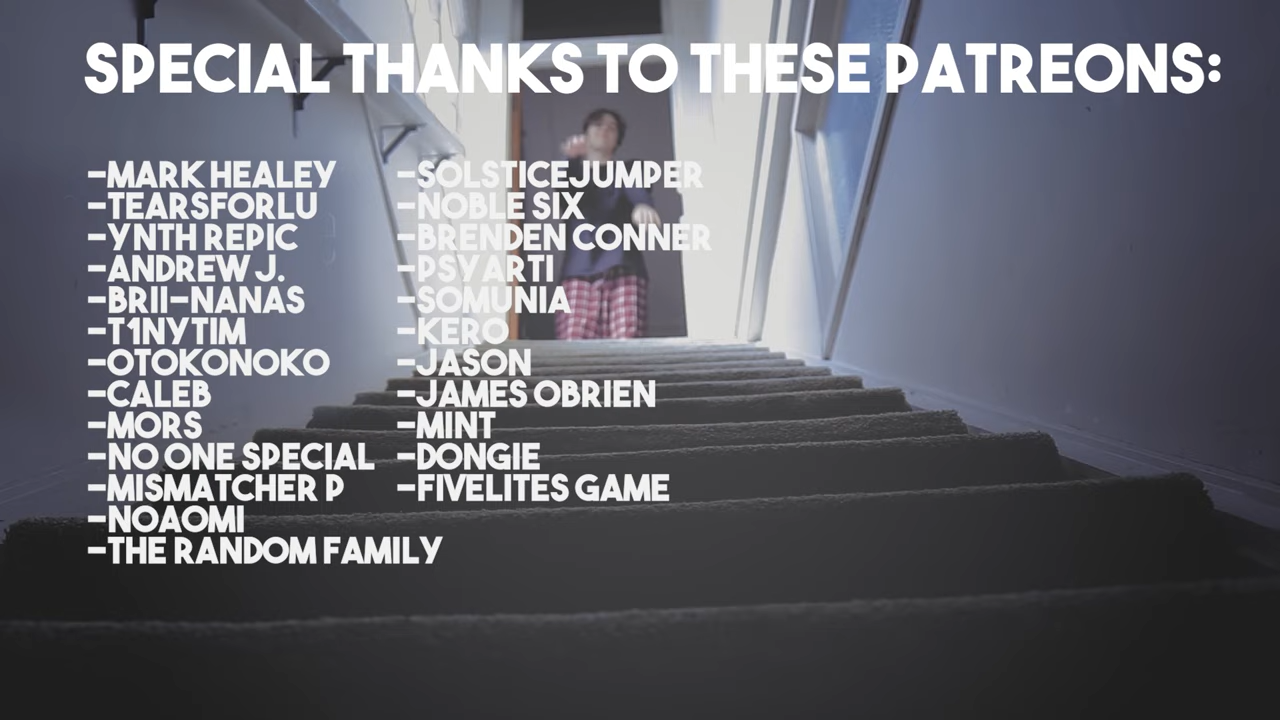 SPECIAL THANKS TO THESE PATREONS:
-MARK HEALEY
-TEARSFORLU
-YNTH REPIC
-ANDREW J.
-BRII-NANAS
-T1NYTIM
-OTOKONOKO
-CALEB
-MORS
-NO ONE SPECIAL
-MISMATCHER P
-NOAOMI
-THE RANDOM FAMILY
-SOLSTICEJUMPER
-NOBLE SIX
-BRENDEN CONNER
-PSYARTI
-SOMUNIA
-KERO
-JASON
-JAMES OBRIEN
-MINT
-DONGIE
-FIVELITES GAME